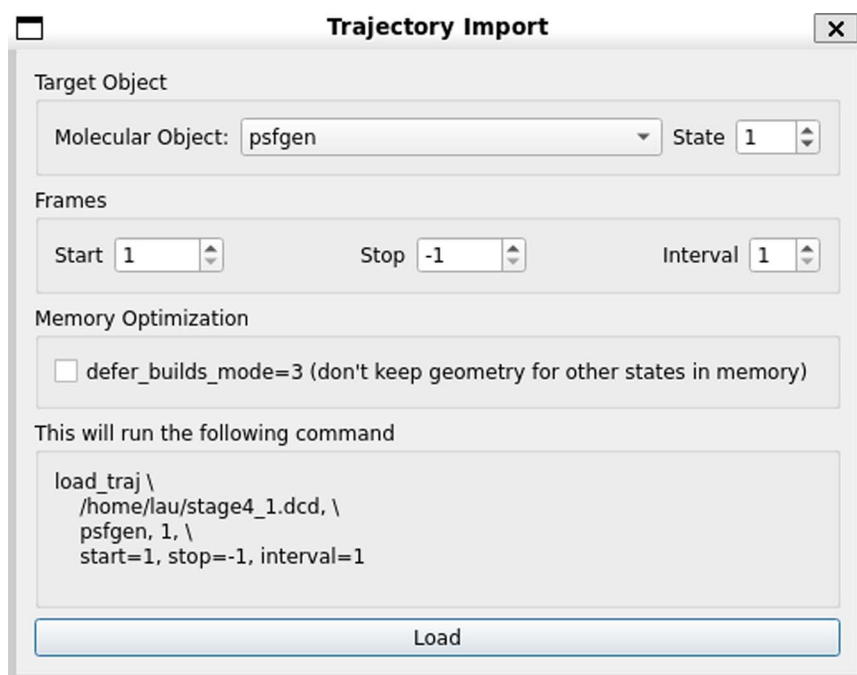 Trajectory Import
Target Object
Molecular Object: psfgen State 1
Frames
Start 1 Stop -1 Interval 1
Memory Optimization
defer_builds_mode=3 (don't keep geometry for other states in memory)
This will run the following command
load_traj \
/home/lau/stage4_1.dcd, \
psfgen, 1, \
start=1, stop=-1, interval=1
Load